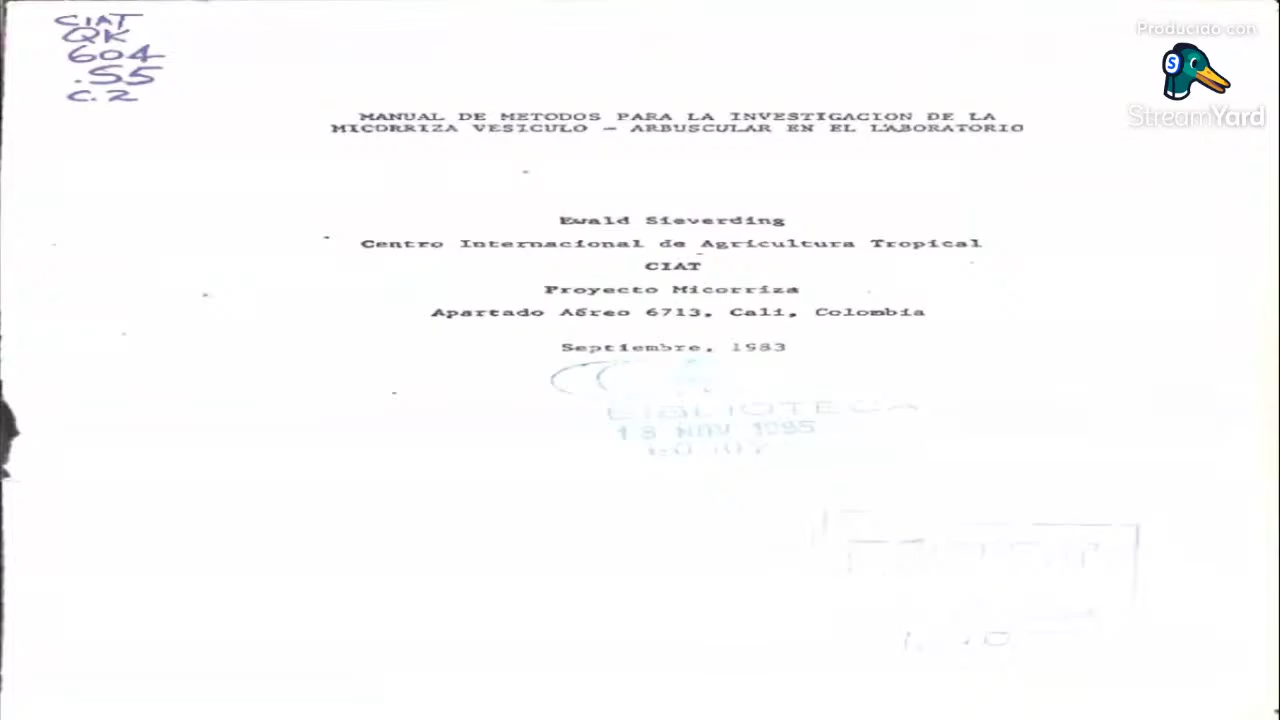 CIAT
QK
604
.S5
C.2
Producido con
StreamYard
MANUAL DE METODOS PARA LA INVESTIGACION DE LA
MICORRIZA VESICULO - ARBUSCULAR EN EL LABORATORIO
Ewald Sieverding
Centro Internacional de Agricultura Tropical
CIAT
Proyecto Micorriza
Apartado Aéreo 6713, Cali, Colombia
Septiembre, 1983
BIBLIOTECA
18 NOV 1995